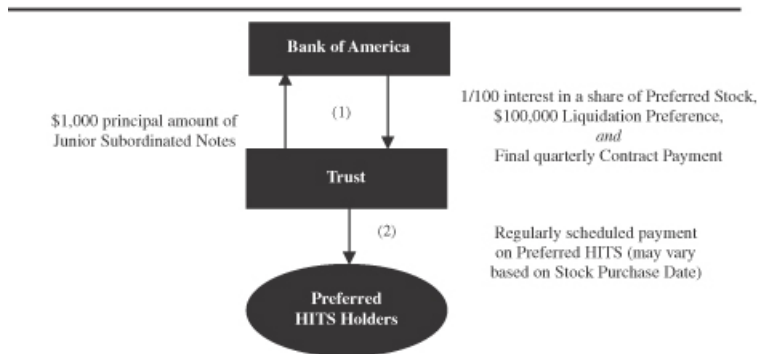 Bank of America
$1,000 principal amount of
Junior Subordinated Notes
(1)
1/100 interest in a share of Preferred Stock,
$100,000 Liquidation Preference,
and
Final quarterly Contract Payment
Trust
(2)
Regularly scheduled payment
on Preferred HITS (may vary
based on Stock Purchase Date)
Preferred
HITS Holders